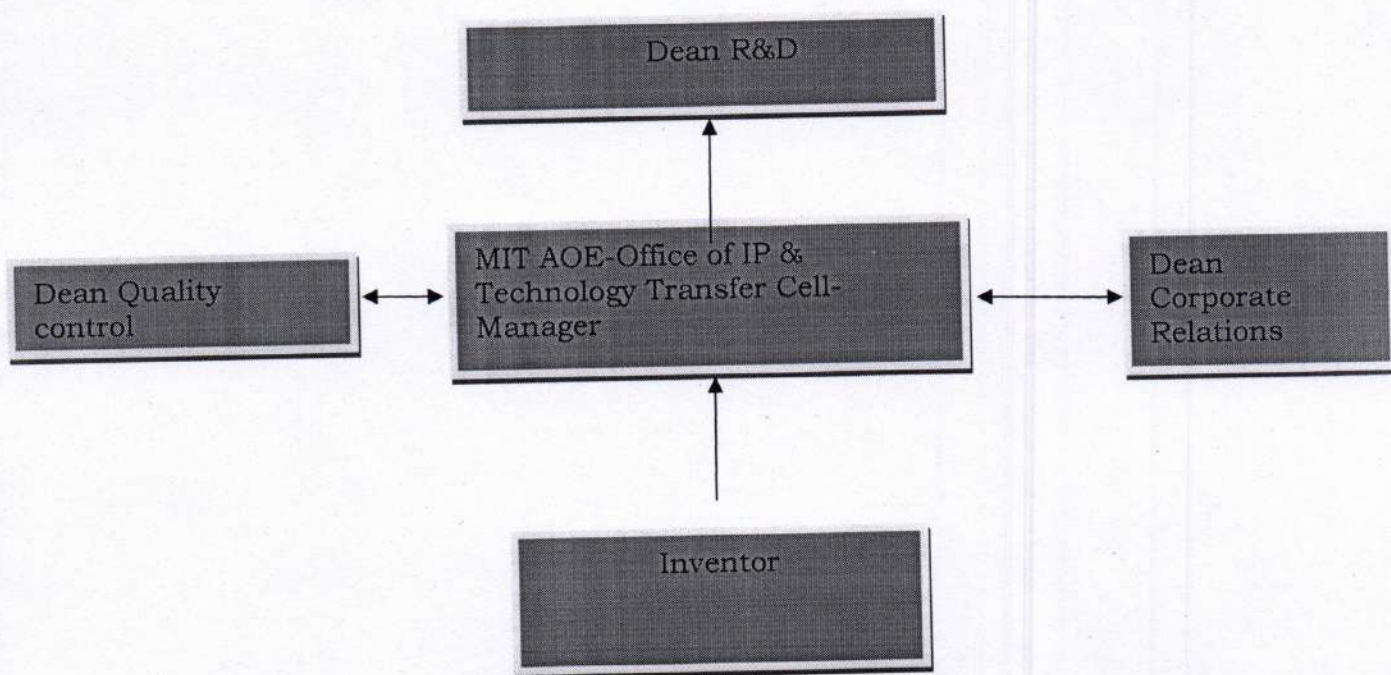 Dean R&D
MIT AOE-Office of IP &
Technology Transfer Cell-
Manager
Dean Quality
control
Dean
Corporate
Relations
Inventor